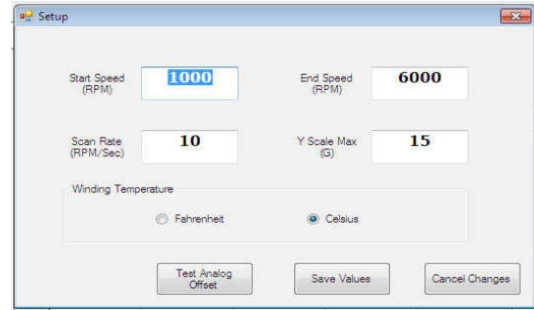 Setup
Start Speed
(RPM)
1000
End Speed
(RPM)
6000
Scan Rate
(RPM/Sec)
10
Y Scale Max
(G)
15
Winding Temperature
Fahrenheit
Celsius
Test Analog
Offset
Save Values
Cancel Changes